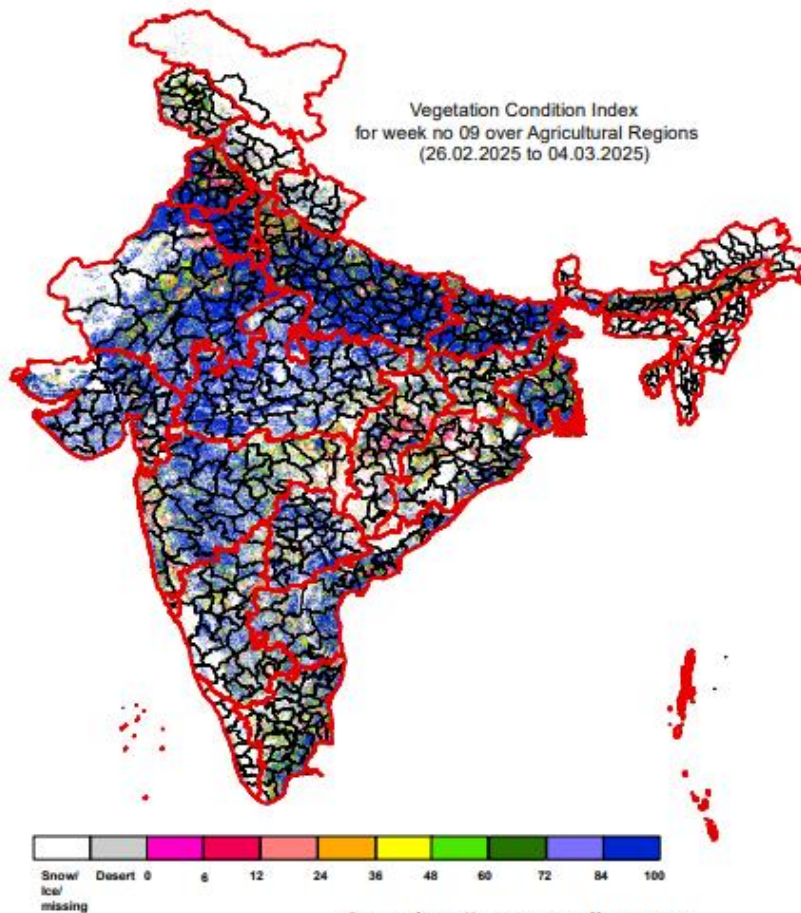 Vegetation Condition Index
for week no 09 over Agricultural Regions
(26.02.2025 to 04.03.2025)
Snow/ Desert 0 6 12 24 36 48 60 72 84 100
Ice/
missing